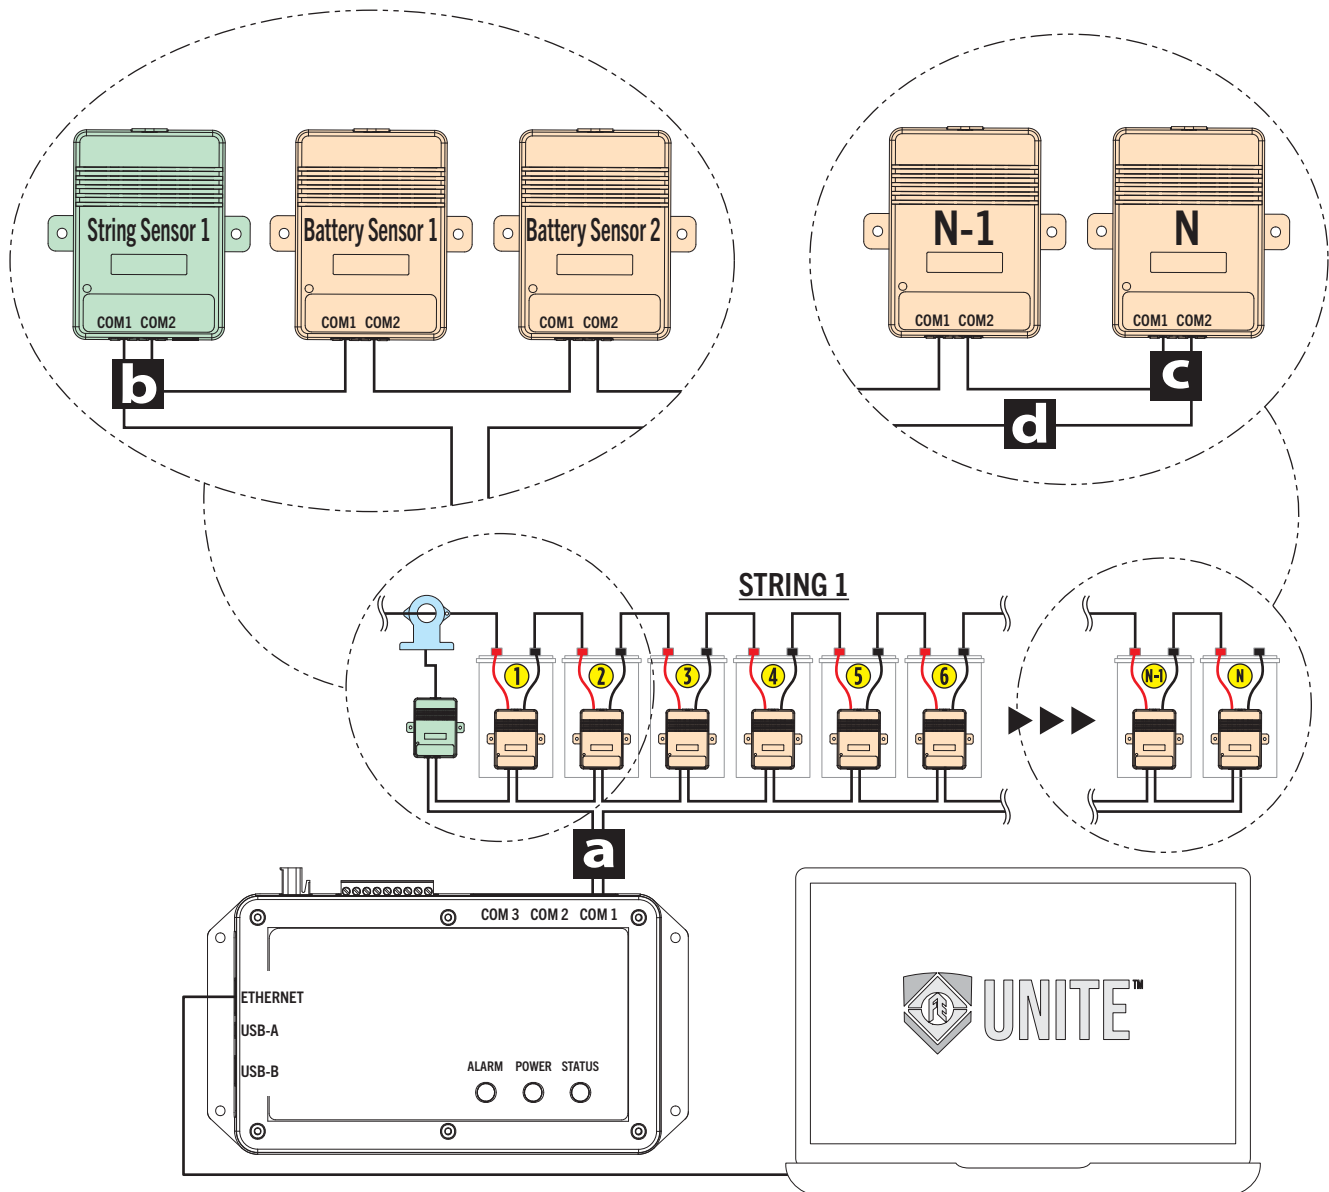 String Sensor 1
Battery Sensor 1
Battery Sensor 2
N-1
N
COM1 COM2
COM1 COM2
COM1 COM2
COM1 COM2
COM1 COM2
b
c
d
STRING 1
1
2
3
4
5
6
N-1
N
a
COM 3 COM 2 COM 1
ETHERNET
USB-A
USB-B
ALARM POWER STATUS
FE
UNITE™